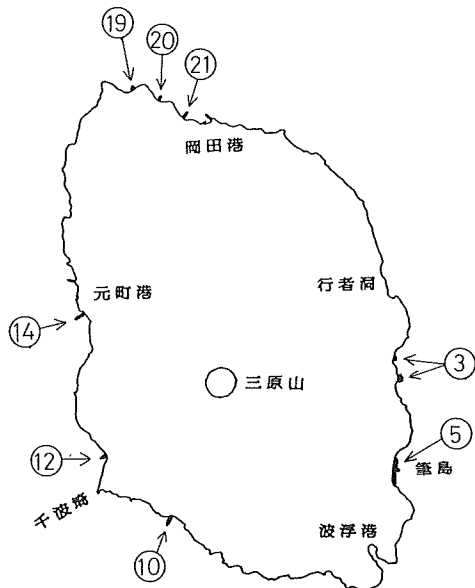 ⑲
⑳
㉑
岡田港
行者洞
元町港
⑭
③
三原山
⑤
筆島
⑫
千波崎
波浮港
⑩